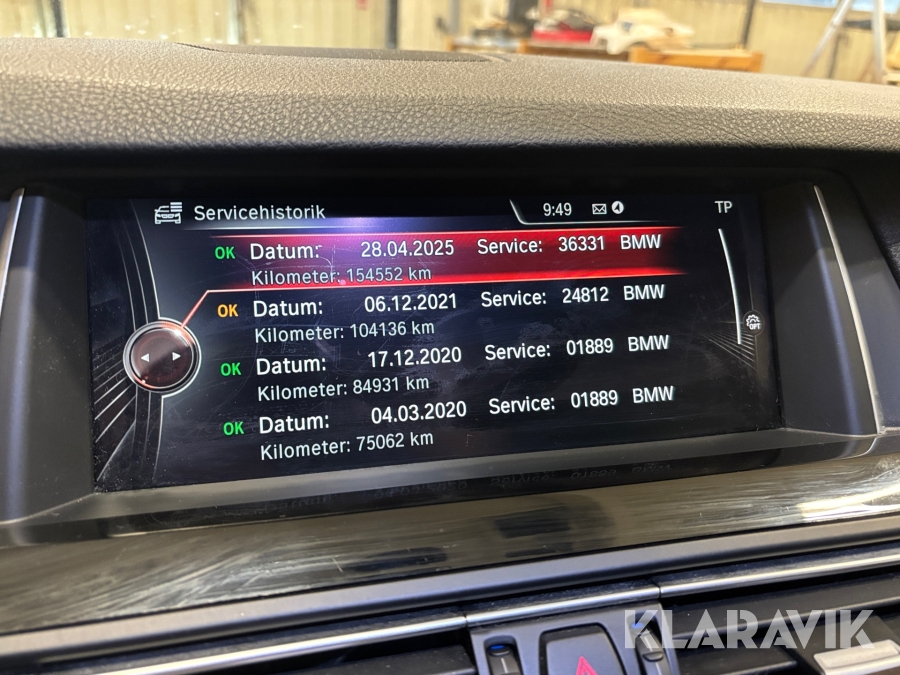 Servicehistorik 9:49 TP
OK Datum: 28.04.2025 Service: 36331 BMW
Kilometer: 154552 km
OK Datum: 06.12.2021 Service: 24812 BMW
Kilometer: 104136 km
OPT
OK Datum: 17.12.2020 Service: 01889 BMW
Kilometer: 84931 km
OK Datum: 04.03.2020 Service: 01889 BMW
Kilometer: 75062 km
KLARAVIK